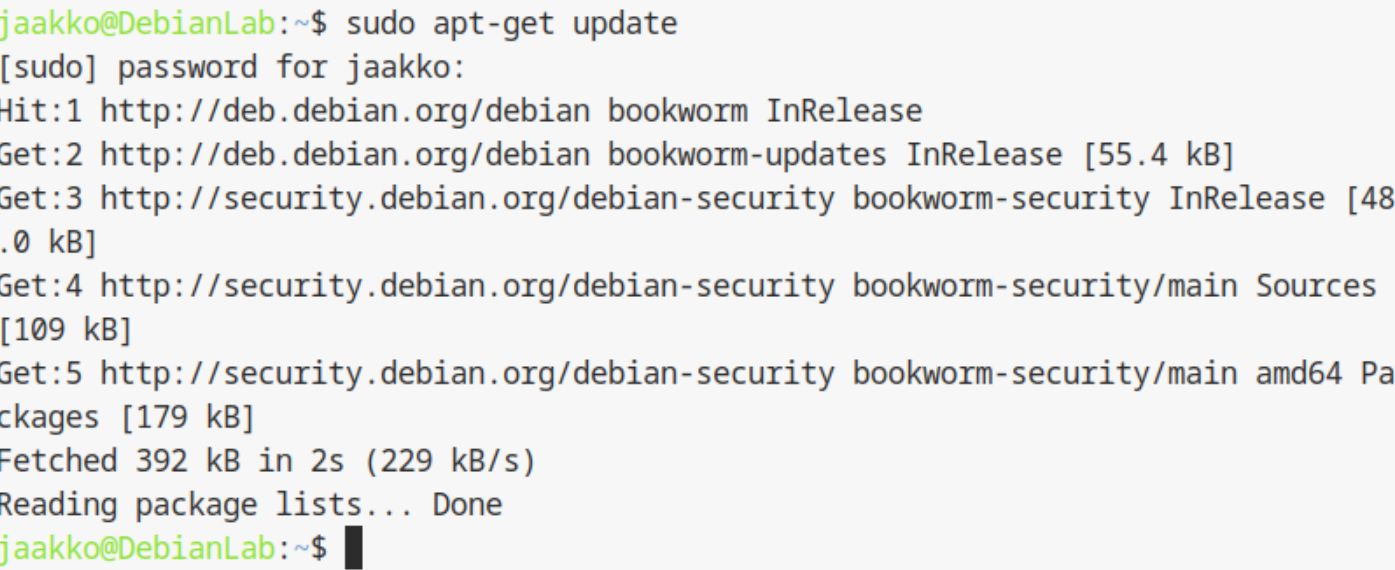 jaakko@DebianLab:~$ sudo apt-get update
[sudo] password for jaakko:
Hit:1 http://deb.debian.org/debian bookworm InRelease
Get:2 http://deb.debian.org/debian bookworm-updates InRelease [55.4 kB]
Get:3 http://security.debian.org/debian-security bookworm-security InRelease [48
.0 kB]
Get:4 http://security.debian.org/debian-security bookworm-security/main Sources
[109 kB]
Get:5 http://security.debian.org/debian-security bookworm-security/main amd64 Pa
ckages [179 kB]
Fetched 392 kB in 2s (229 kB/s)
Reading package lists... Done
jaakko@DebianLab:~$